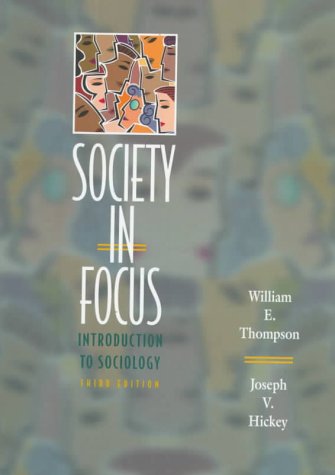 SOCIETY
IN
FOCUS
INTRODUCTION
TO SOCIOLOGY
THIRD EDITION
William
E.
Thompson
Joseph
V.
Hickey